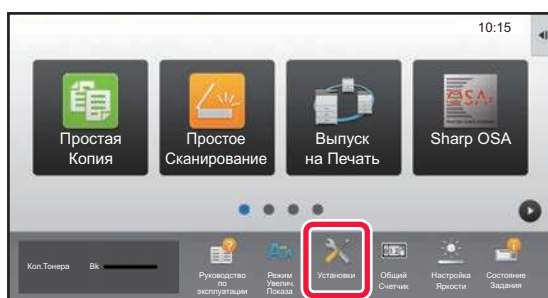 10:15
Простая
Копия
Простое
Сканирование
Выпуск
на Печать
Sharp OSA
Кол.Тонера Bk
Руководство
по
эксплуатации
Режим
Увелич.
Показа
Установки
Общий
Счетчик
Настройка
Яркости
Состояние
Задания